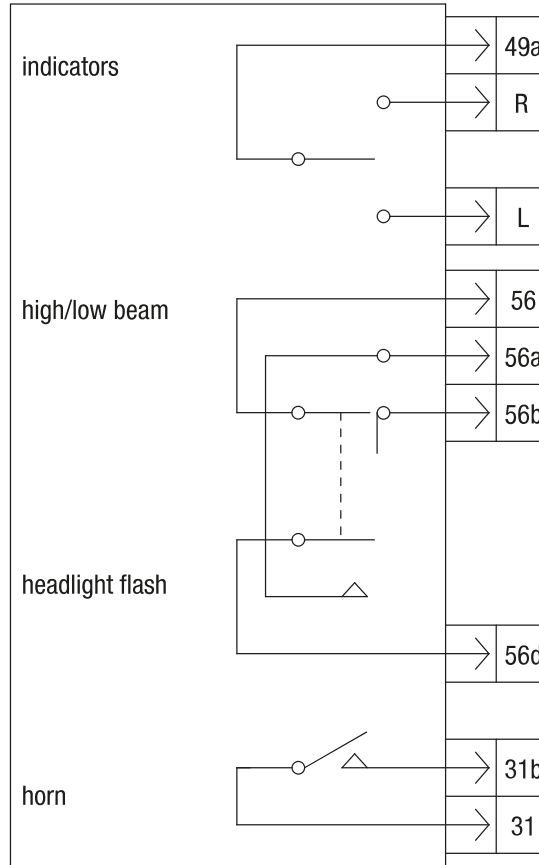 indicators
49a
R
L
high/low beam
56
56a
56b
headlight flash
56d
horn
31b
31